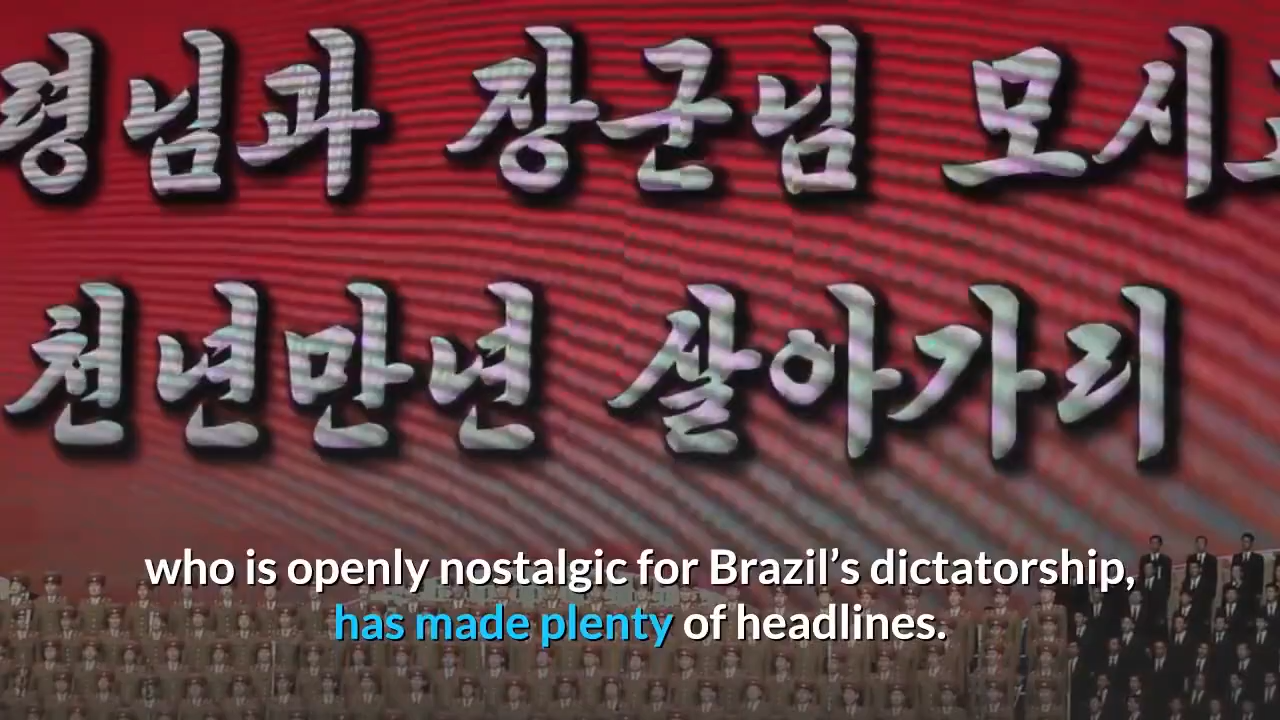 령님과 장군님 모시고
천년만년 살아가리
who is openly nostalgic for Brazil’s dictatorship,
has made plenty of headlines.